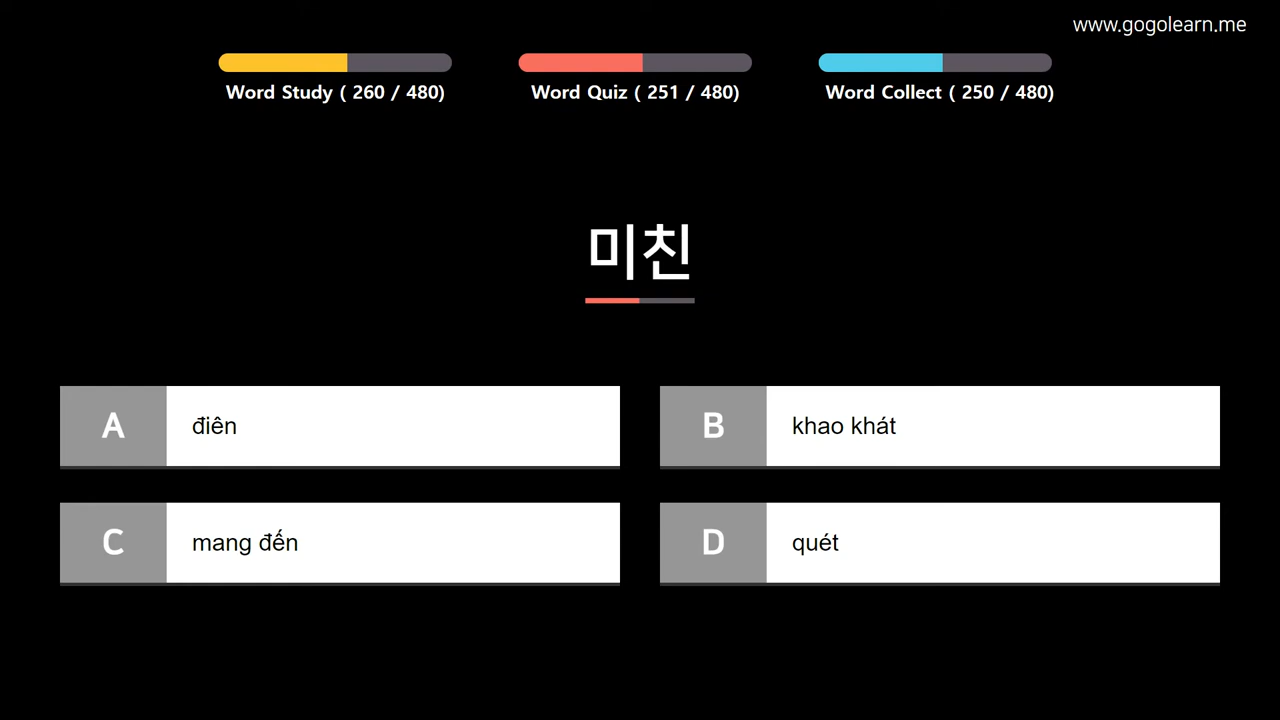 www.gogolearn.me
Word Study ( 260 / 480)
Word Quiz ( 251 / 480)
Word Collect ( 250 / 480)
미친
A điên
B khao khát
C mang đến
D quét